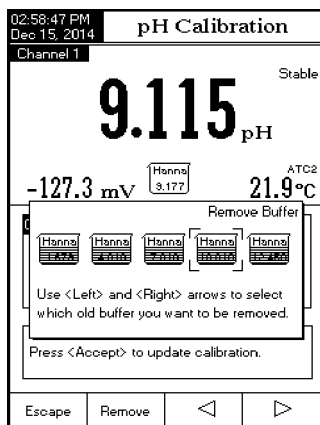 02:58:47 PM
Dec 15, 2014
pH Calibration
Channel 1
Stable
9.115 pH
Hanna
9.177
ATC2
-127.3 mV
21.9°C
Remove Buffer
Hanna Hanna Hanna Hanna Hanna
Use <Left> and <Right> arrows to select
which old buffer you want to be removed.
Press <Accept> to update calibration.
Escape Remove